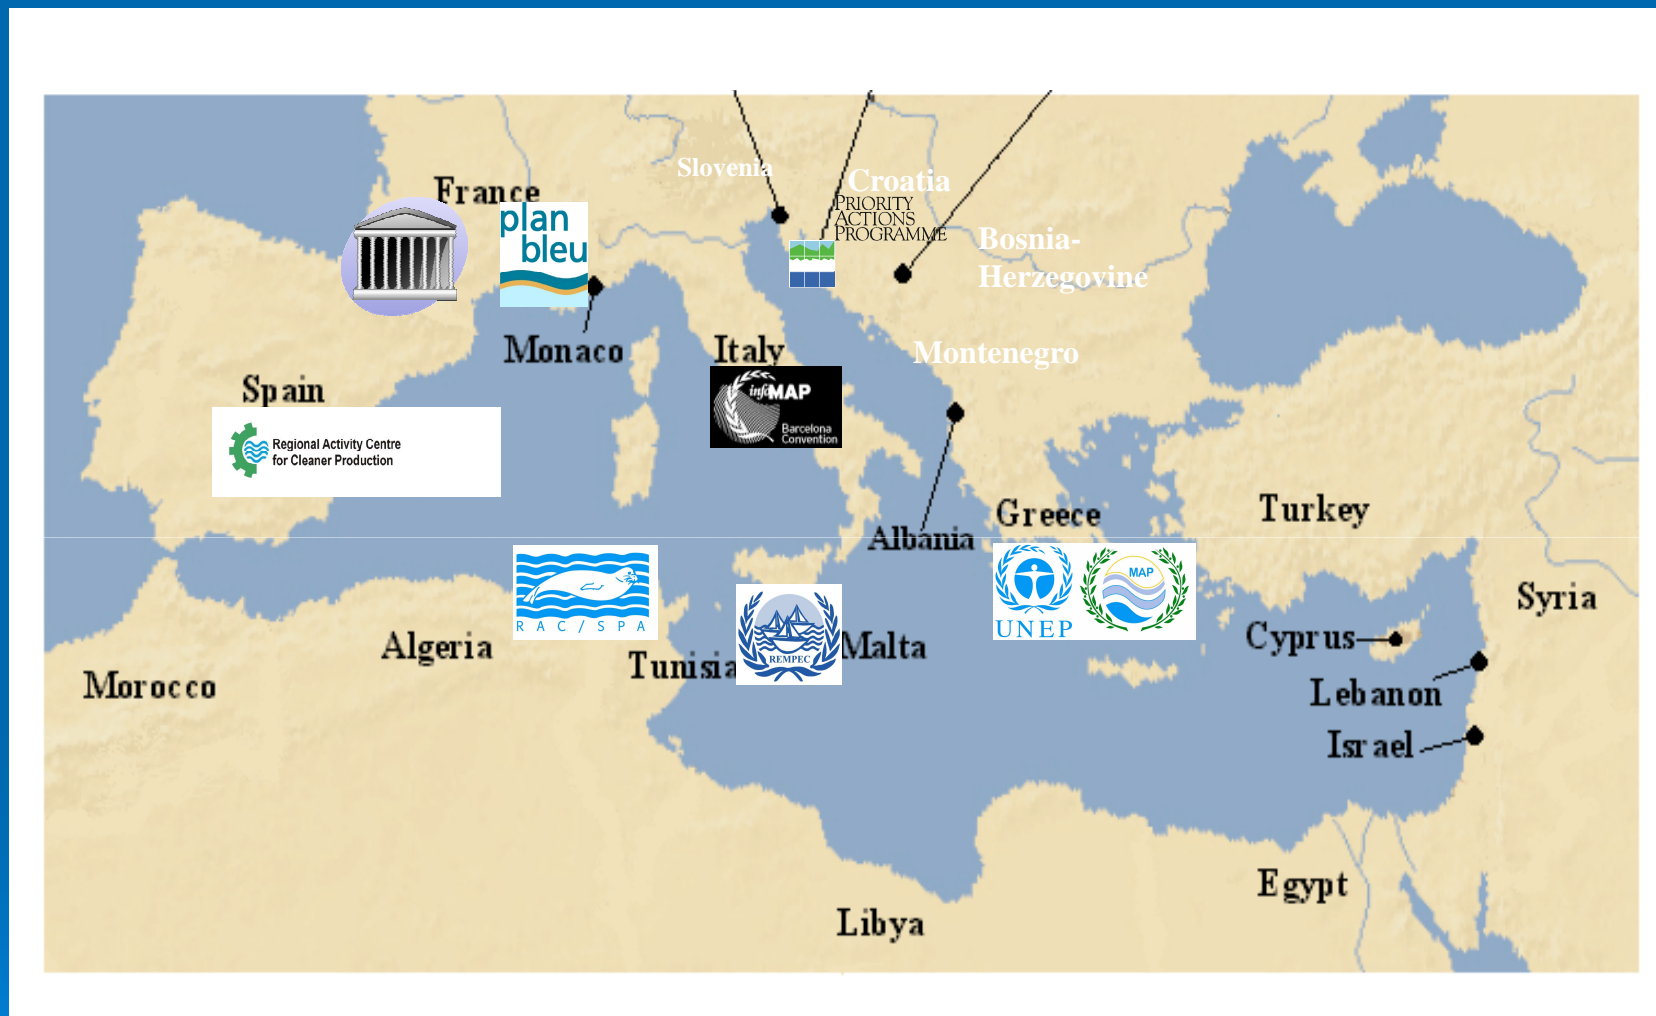 Slovenia
France
Croatia
PRIORITY
ACTIONS
PROGRAMME
plan
bleu
Bosnia-
Herzegovine
Monaco
Italy
Montenegro
Spain
infoMAP
Barcelona
Convention
Regional Activity Centre
for Cleaner Production
Greece
Turkey
Albania
MAP
UNEP
RAC/SPA
Syria
Cyprus
Algeria
Tunisia
REMPEC
Malta
Morocco
Lebanon
Israel
Egypt
Libya